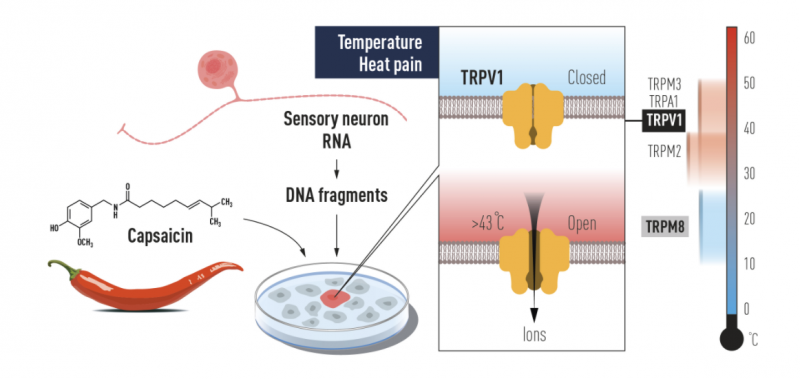 Temperature
Heat pain
Sensory neuron
RNA
DNA fragments
O
N
H
CH₃
CH₃
HO
OCH₃
Capsaicin
TRPV1
Closed
>43°C
Open
Ions
TRPM3
TRPA1
TRPV1
TRPM2
TRPM8
60
50
40
30
20
10
0
°C